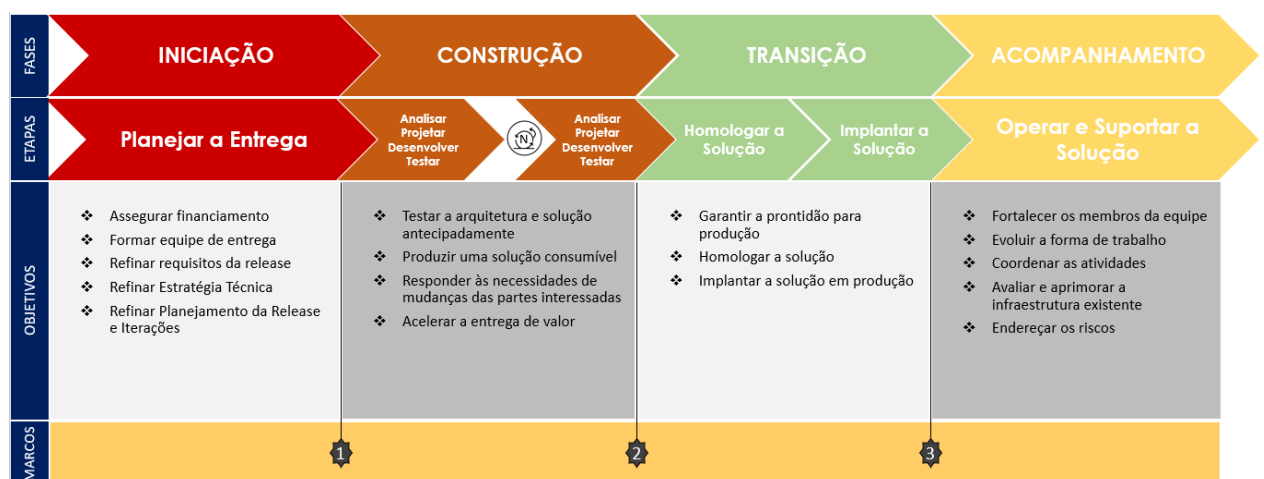 FASES
INICIAÇÃO
CONSTRUÇÃO
TRANSIÇÃO
ACOMPANHAMENTO
ETAPAS
Planejar a Entrega
Analisar
Projetar
Desenvolver
Testar
N
Analisar
Projetar
Desenvolver
Testar
Homologar a
Solução
Implantar a
Solução
Operar e Suportar a
Solução
OBJETIVOS
❖ Assegurar financiamento
❖ Formar equipe de entrega
❖ Refinar requisitos da release
❖ Refinar Estratégia Técnica
❖ Refinar Planejamento da Release
e Iterações
❖ Testar a arquitetura e solução
antecipadamente
❖ Produzir uma solução consumível
❖ Responder às necessidades de
mudanças das partes interessadas
❖ Acelerar a entrega de valor
❖ Garantir a prontidão para
produção
❖ Homologar a solução
❖ Implantar a solução em produção
❖ Fortalecer os membros da equipe
❖ Evoluir a forma de trabalho
❖ Coordenar as atividades
❖ Avaliar e aprimorar a
infraestrutura existente
❖ Endereçar os riscos
MARCOS
1
2
3